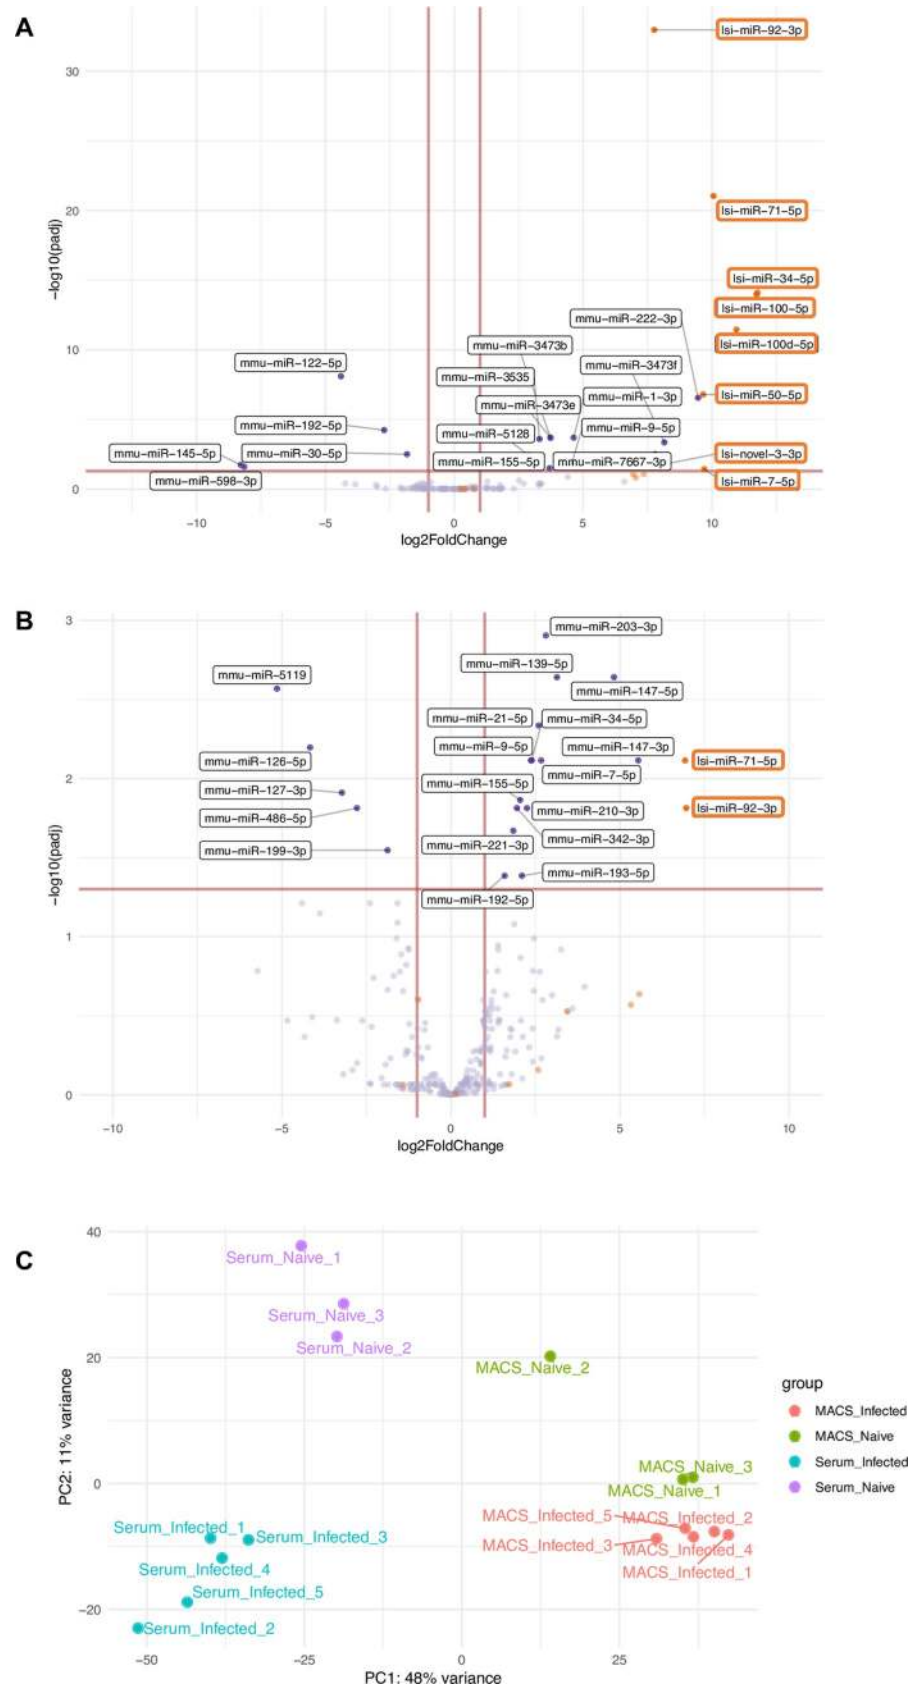 A
lsi-miR-92-3p
30
lsi-miR-71-5p
20
lsi-miR-34-5p
lsi-miR-100-5p
mmu-miR-222-3p
lsi-miR-100d-5p
mmu-miR-3473b
10
mmu-miR-122-5p
mmu-miR-3473f
mmu-miR-3535
mmu-miR-1-3p
lsi-miR-50-5p
mmu-miR-3473e
mmu-miR-192-5p
mmu-miR-5128
mmu-miR-9-5p
mmu-miR-145-5p
mmu-miR-30-5p
mmu-miR-155-5p
mmu-miR-7667-3p
lsi-novel-3-3p
mmu-miR-598-3p
lsi-miR-7-5p
0
-log10(padj)
-10
-5
0
5
10
log2FoldChange
B
3
mmu-miR-203-3p
mmu-miR-139-5p
mmu-miR-5119
mmu-miR-147-5p
mmu-miR-21-5p
mmu-miR-34-5p
mmu-miR-9-5p
mmu-miR-147-3p
mmu-miR-126-5p
lsi-miR-71-5p
2
mmu-miR-7-5p
mmu-miR-155-5p
mmu-miR-127-3p
lsi-miR-92-3p
mmu-miR-486-5p
mmu-miR-210-3p
mmu-miR-342-3p
mmu-miR-221-3p
mmu-miR-199-3p
mmu-miR-193-5p
mmu-miR-192-5p
1
0
-log10(padj)
-10
-5
0
5
10
log2FoldChange
C
40
Serum_Naive_1
Serum_Naive_3
Serum_Naive_2
20
MACS_Naive_2
MACS_Naive_3
0
MACS_Naive_1
MACS_Infected_5
MACS_Infected_2
Serum_Infected_1
Serum_Infected_3
MACS_Infected_3
MACS_Infected_4
Serum_Infected_4
MACS_Infected_1
Serum_Infected_5
-20
Serum_Infected_2
PC2: 11% variance
-50
-25
0
25
PC1: 48% variance
group
MACS_Infected
MACS_Naive
Serum_Infected
Serum_Naive